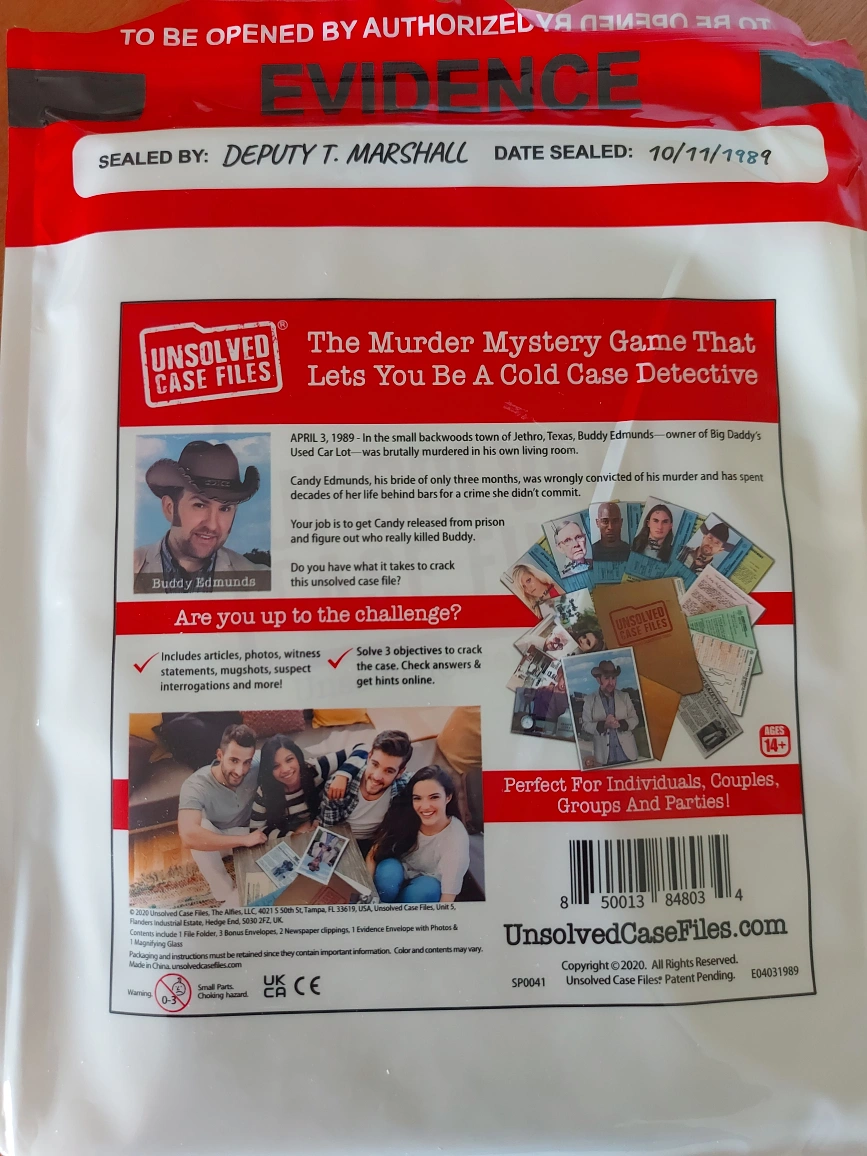 TO BE OPENED BY AUTHORIZED
TO BE OPENED BY
EVIDENCE
SEALED BY: DEPUTY T. MARSHALL DATE SEALED: 10/11/1989
UNSOLVED
CASE FILES
®
The Murder Mystery Game That
Lets You Be A Cold Case Detective
APRIL 3, 1989 - In the small backwoods town of Jethro, Texas, Buddy Edmunds—owner of Big Daddy's
Used Car Lot—was brutally murdered in his own living room.
Candy Edmunds, his bride of only three months, was wrongly convicted of his murder and has spent
decades of her life behind bars for a crime she didn't commit.
Your job is to get Candy released from prison
and figure out who really killed Buddy.
Do you have what it takes to crack
this unsolved case file?
Buddy Edmunds
Are you up to the challenge?
Includes articles, photos, witness
statements, mugshots, suspect
interrogations and more!
Solve 3 objectives to crack
the case. Check answers &
get hints online.
UNSOLVED
CASE FILES
AGES
14+
Perfect For Individuals, Couples,
Groups And Parties!
8 50013 84803 4
© 2020 Unsolved Case Files, The Alfies, LLC, 4021 S 50th St, Tampa, FL 33619, USA, Unsolved Case Files, Unit 5,
Flanders Industrial Estate, Hedge End, SO30 2FZ, UK.
Contents include 1 File Folder, 3 Bonus Envelopes, 2 Newspaper clippings, 1 Evidence Envelope with Photos &
1 Magnifying Glass
Packaging and instructions must be retained since they contain important information. Color and contents may vary.
Made in China. unsolvedcasefiles.com
UnsolvedCaseFiles.com
Warning.
0-3
Small Parts.
Choking hazard.
UK
CA
CE
SP0041
Copyright © 2020. All Rights Reserved.
Unsolved Case Files® Patent Pending.
E04031989